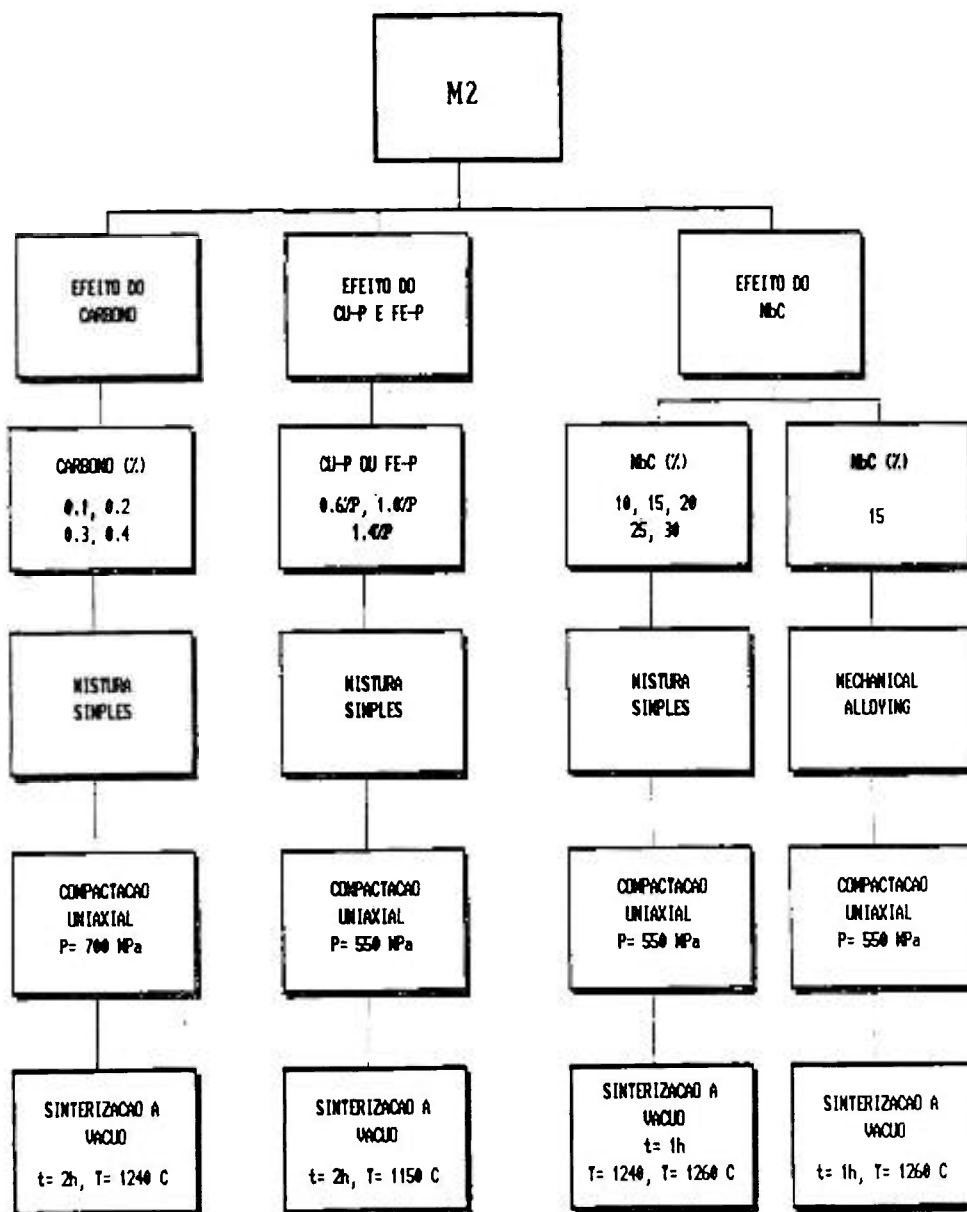 M2
EFEITO DO
CARBONO
EFEITO DO
CU-P E FE-P
EFEITO DO
NbC
CARBONO (%)
0.1, 0.2
0.3, 0.4
CU-P OU FE-P
0.6%P, 1.0%P
1.4%P
NbC (%)
10, 15, 20
25, 30
NbC (%)
15
MISTURA
SIMPLES
MISTURA
SIMPLES
MISTURA
SIMPLES
MECHANICAL
ALLOYING
COMPACTACAO
UNIAXIAL
P= 700 MPa
COMPACTACAO
UNIAXIAL
P= 550 MPa
COMPACTACAO
UNIAXIAL
P= 550 MPa
COMPACTACAO
UNIAXIAL
P= 550 MPa
SINTERIZACAO A
VACUO
t= 2h, T= 1240 C
SINTERIZACAO A
VACUO
t= 2h, T= 1150 C
SINTERIZACAO A
VACUO
t= 1h
T= 1240, T= 1260 C
SINTERIZACAO A
VACUO
t= 1h, T= 1260 C